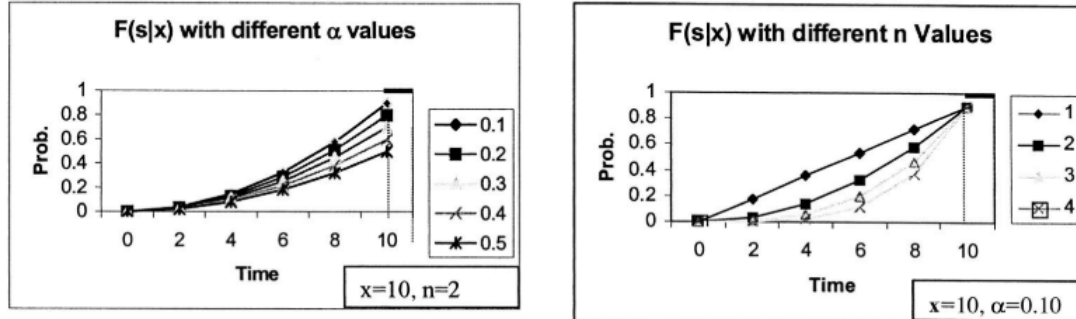 F(s|x) with different α values
1
0.8
0.6
0.4
0.2
0
Prob.
0 2 4 6 8 10
Time
0.1
0.2
0.3
0.4
0.5
x=10, n=2
F(s|x) with different n Values
1
0.8
0.6
0.4
0.2
0
Prob.
0 2 4 6 8 10
Time
1
2
3
4
x=10, α=0.10